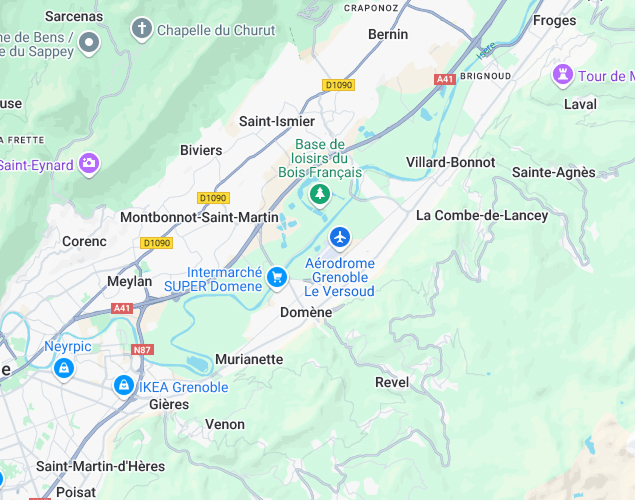 CRAPONOZ
Sarcenas
Froges
Chapelle du Churut
Bernin
ne de Bens /
du Sappey
Isère
BRIGNOUD
A41
Tour de M
D1090
Laval
use
Saint-Ismier
A FRETTE
Base de
loisirs du
Bois Français
Biviers
Saint-Eynard
Villard-Bonnot
Sainte-Agnès
D1090
Montbonnot-Saint-Martin
La Combe-de-Lancey
Corenc
D1090
Aérodrome
Grenoble
Le Versoud
Intermarché
SUPER Domene
Meylan
A41
Domène
Neyrpic
N87
Murianette
e
IKEA Grenoble
Revel
Gières
Venon
Saint-Martin-d'Hères
Poisat